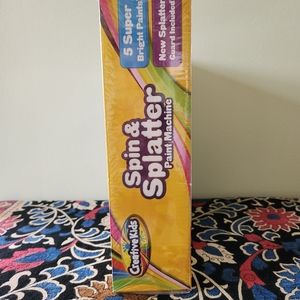 5 Super
Bright Paints
New Splatter
Guard Included
Spin &
Splatter
Paint Machine
Creative Kids